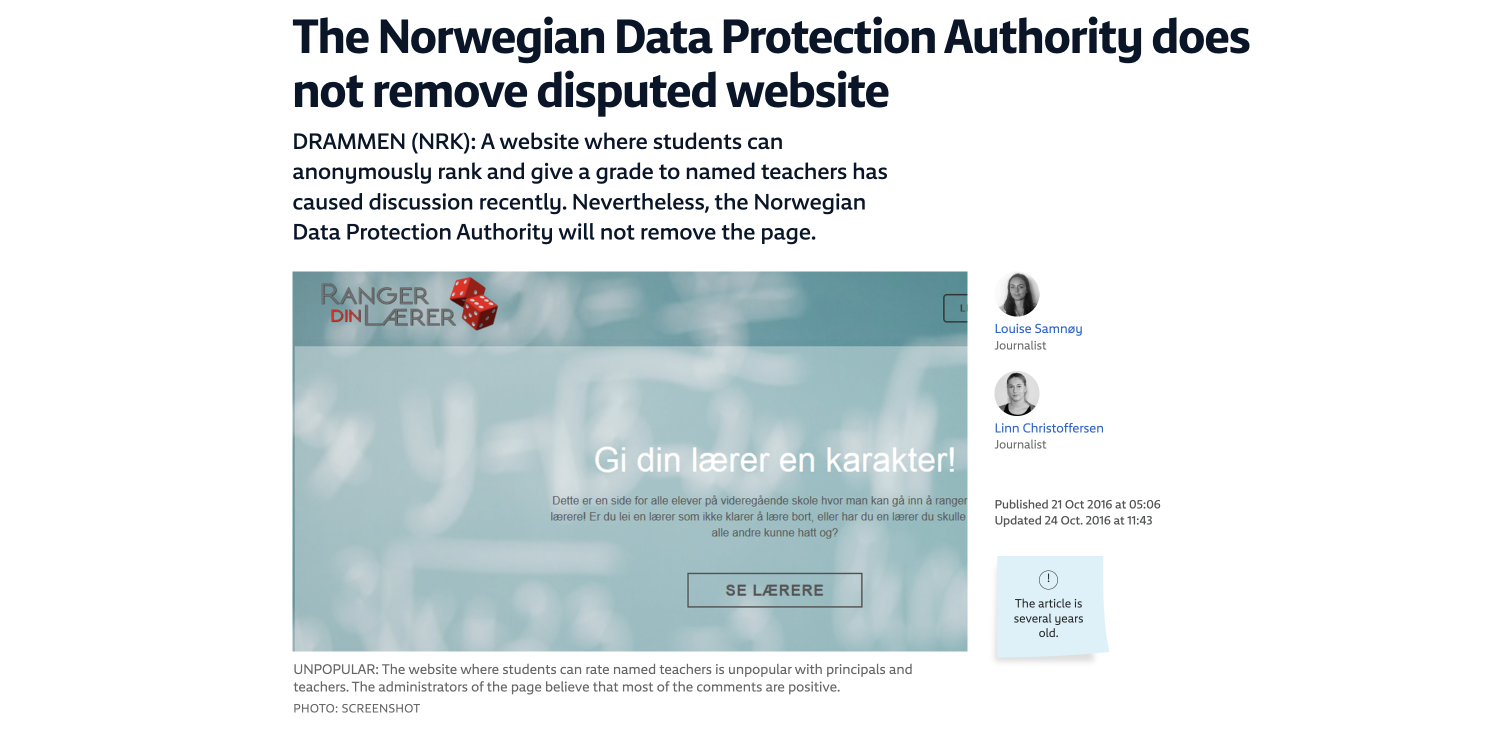 The Norwegian Data Protection Authority does
not remove disputed website
DRAMMEN (NRK): A website where students can
anonymously rank and give a grade to named teachers has
caused discussion recently. Nevertheless, the Norwegian
Data Protection Authority will not remove the page.
RANGER
DIN LÆRER
Gi din lærer en karakter!
Dette er en side for alle elever på videregående skole hvor man kan gå inn å ranger
lærere! Er du lei en lærer som ikke klarer å lære bort, eller har du en lærer du skulle
alle andre kunne hatt og?
SE LÆRERE
UNPOPULAR: The website where students can rate named teachers is unpopular with principals and
teachers. The administrators of the page believe that most of the comments are positive.
PHOTO: SCREENSHOT
Louise Samnøy
Journalist
Linn Christoffersen
Journalist
Published 21 Oct 2016 at 05:06
Updated 24 Oct. 2016 at 11:43
!
The article is
several years
old.